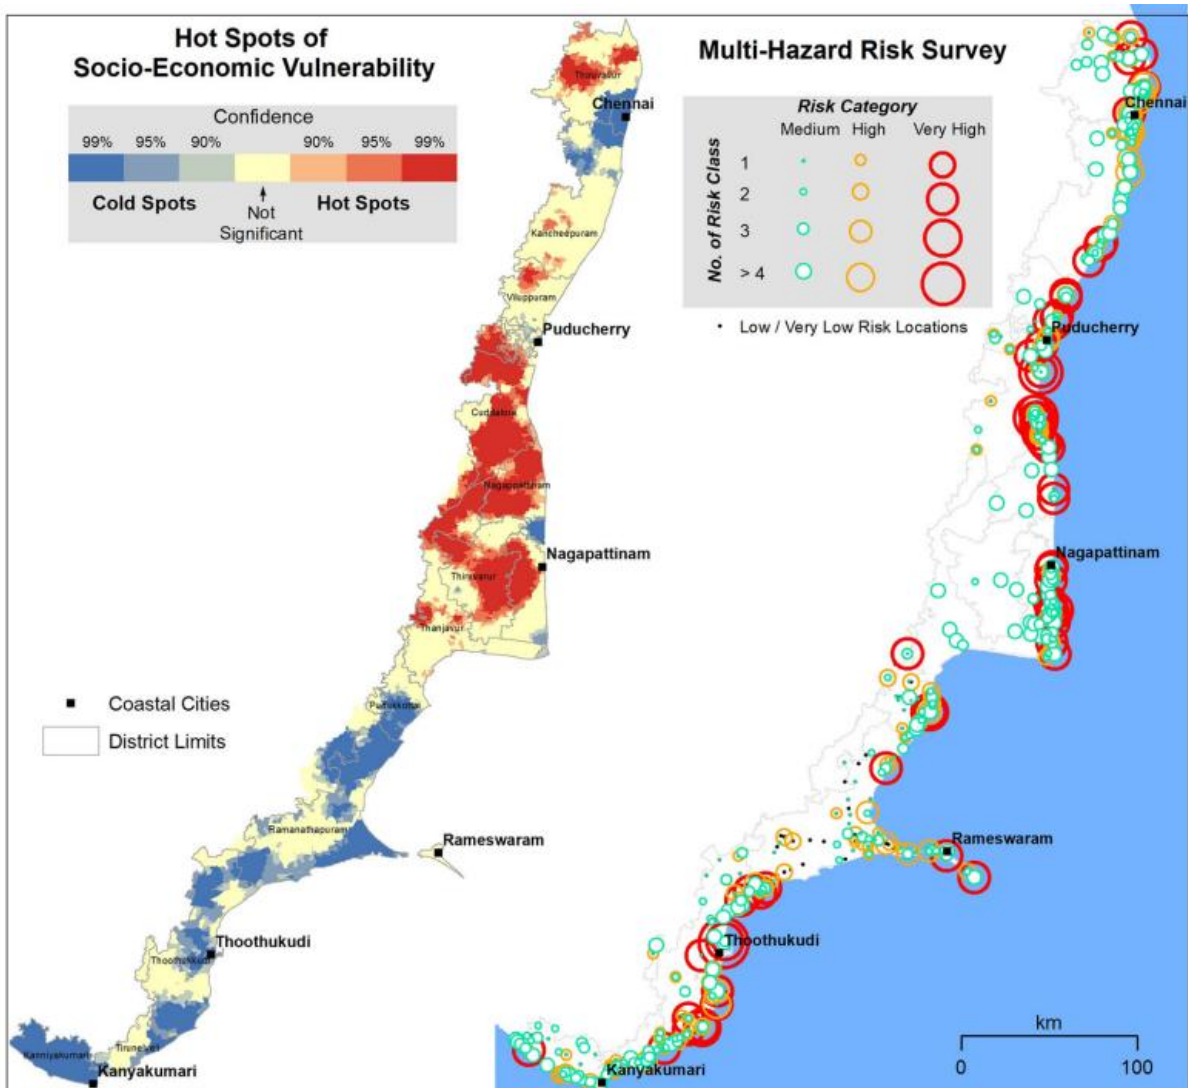 Hot Spots of
Socio-Economic Vulnerability
Confidence
99% 95% 90% 90% 95% 99%
Cold Spots Hot Spots
Not
Significant
Thiruvallur
Chennai
Kancheepuram
Viluppuram
Puducherry
Cuddalore
Nagapattinam
Nagapattinam
Thiruvarur
Thanjavur
Pudukkottai
Coastal Cities
District Limits
Ramanathapuram
Rameswaram
Thoothukudi
Thoothukkudi
Tirunelveli
Kanniyakumari
Kanyakumari
Multi-Hazard Risk Survey
Risk Category
Medium High Very High
No. of Risk Class
1
2
3
> 4
Low / Very Low Risk Locations
Chennai
Puducherry
Nagapattinam
Rameswaram
Thoothukudi
Kanyakumari
km
0 100